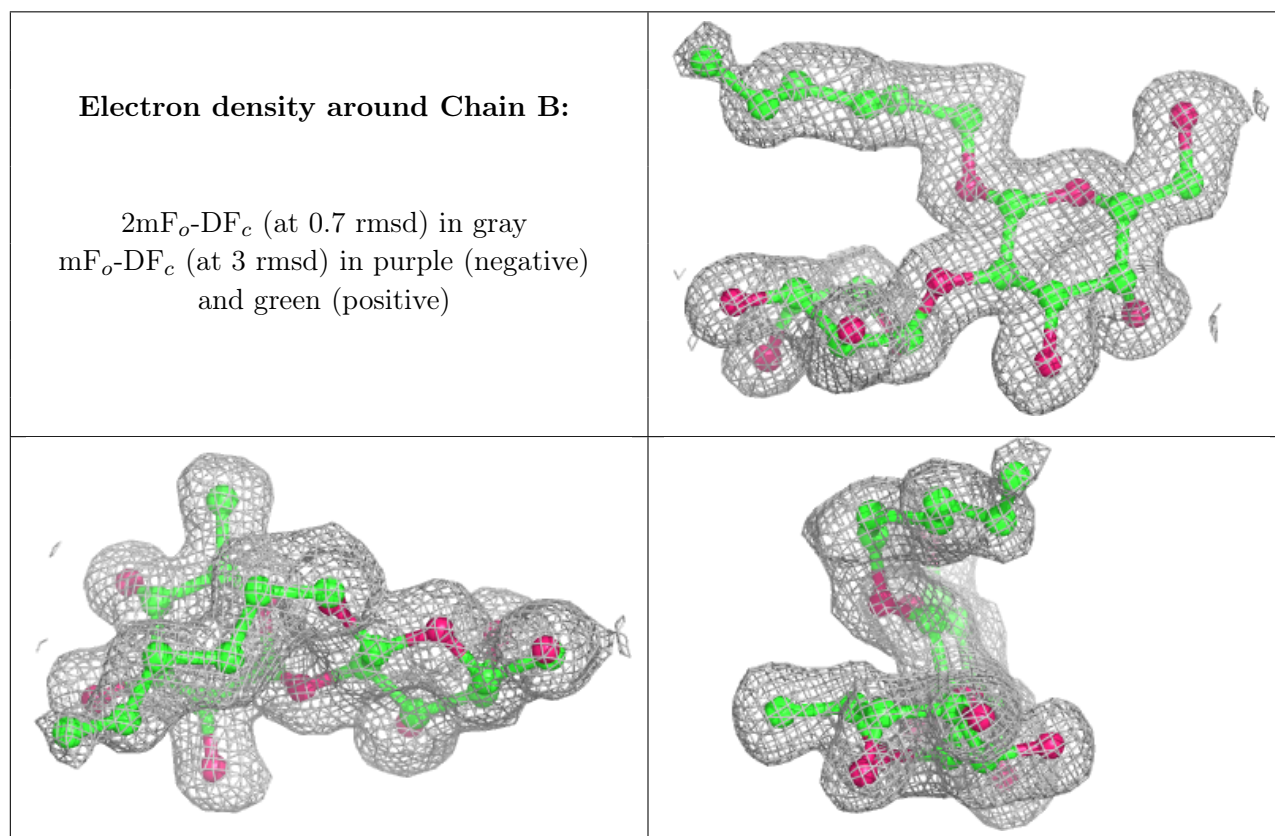 Electron density around Chain B:
2mFo-DFc (at 0.7 rmsd) in gray
mFo-DFc (at 3 rmsd) in purple (negative)
and green (positive)